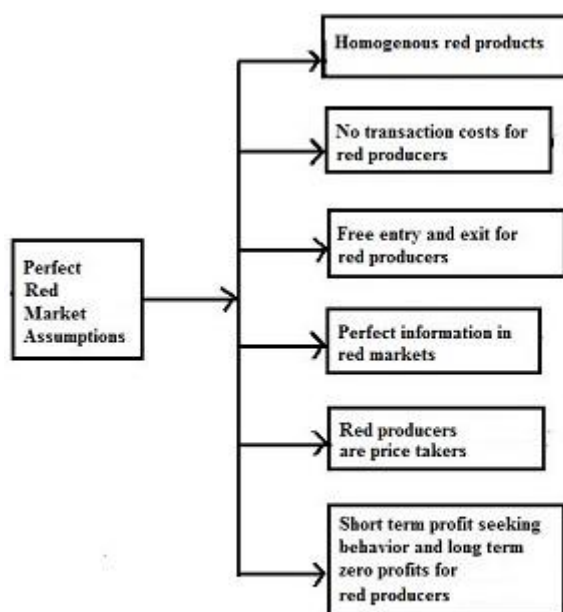 Homogenous red products
No transaction costs for
red producers
Free entry and exit for
red producers
Perfect
Red
Market
Assumptions
Perfect information in
red markets
Red producers
are price takers
Short term profit seeking
behavior and long term
zero profits for
red producers